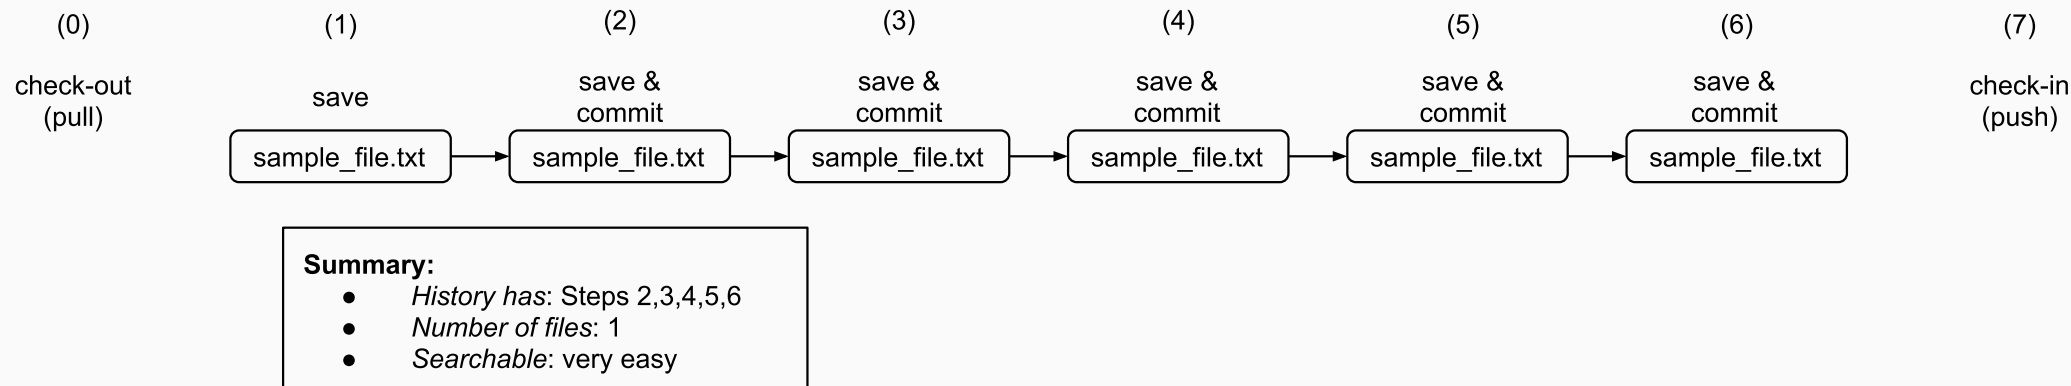 (0)
(1)
(2)
(3)
(4)
(5)
(6)
(7)
check-out
(pull)
save
save &
commit
save &
commit
save &
commit
save &
commit
save &
commit
check-in
(push)
sample_file.txt
sample_file.txt
sample_file.txt
sample_file.txt
sample_file.txt
sample_file.txt
Summary:
● History has: Steps 2,3,4,5,6
● Number of files: 1
● Searchable: very easy